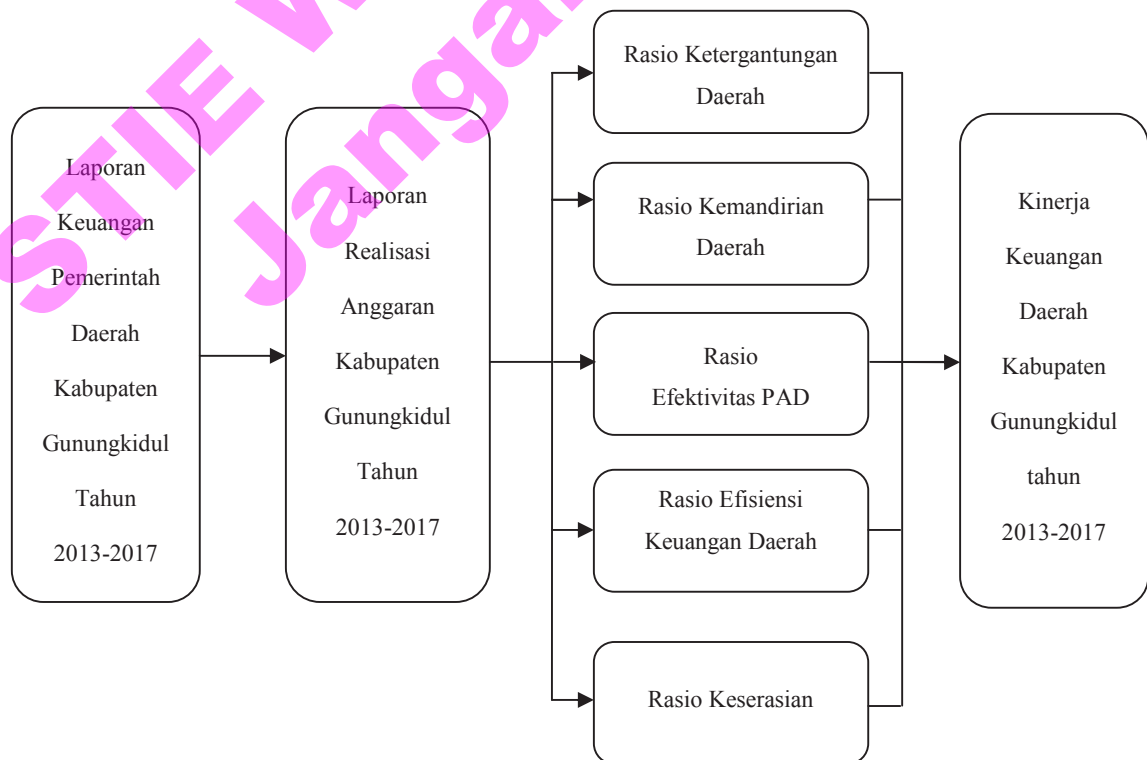 Laporan
Keuangan
Pemerintah
Daerah
Kabupaten
Gunungkidul
Tahun
2013-2017
Laporan
Realisasi
Anggaran
Kabupaten
Gunungkidul
Tahun
2013-2017
Rasio Ketergantungan
Daerah
Rasio Kemandirian
Daerah
Rasio
Efektivitas PAD
Rasio Efisiensi
Keuangan Daerah
Rasio Keserasian
Kinerja
Keuangan
Daerah
Kabupaten
Gunungkidul
tahun
2013-2017
STIE